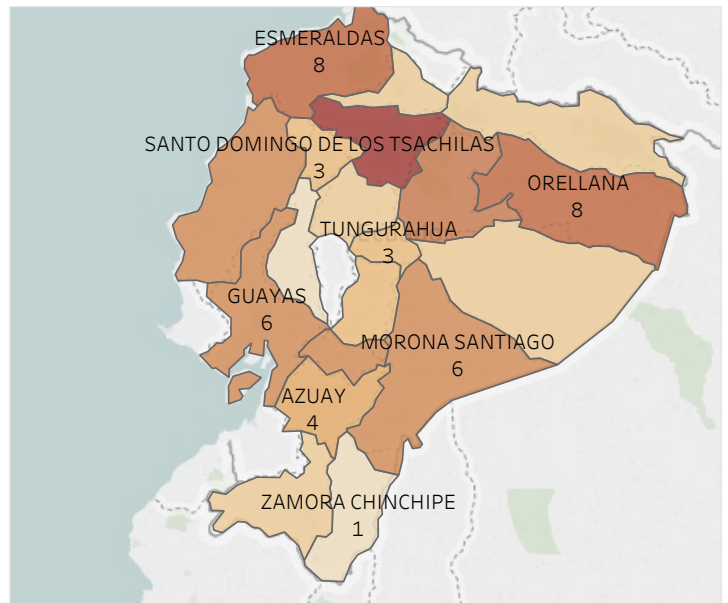 ESMERALDAS
8
SANTO DOMINGO DE LOS TSACHILAS
3
ORELLANA
8
TUNGURAHUA
3
GUAYAS
6
MORONA SANTIAGO
6
AZUAY
4
ZAMORA CHINCHIPE
1